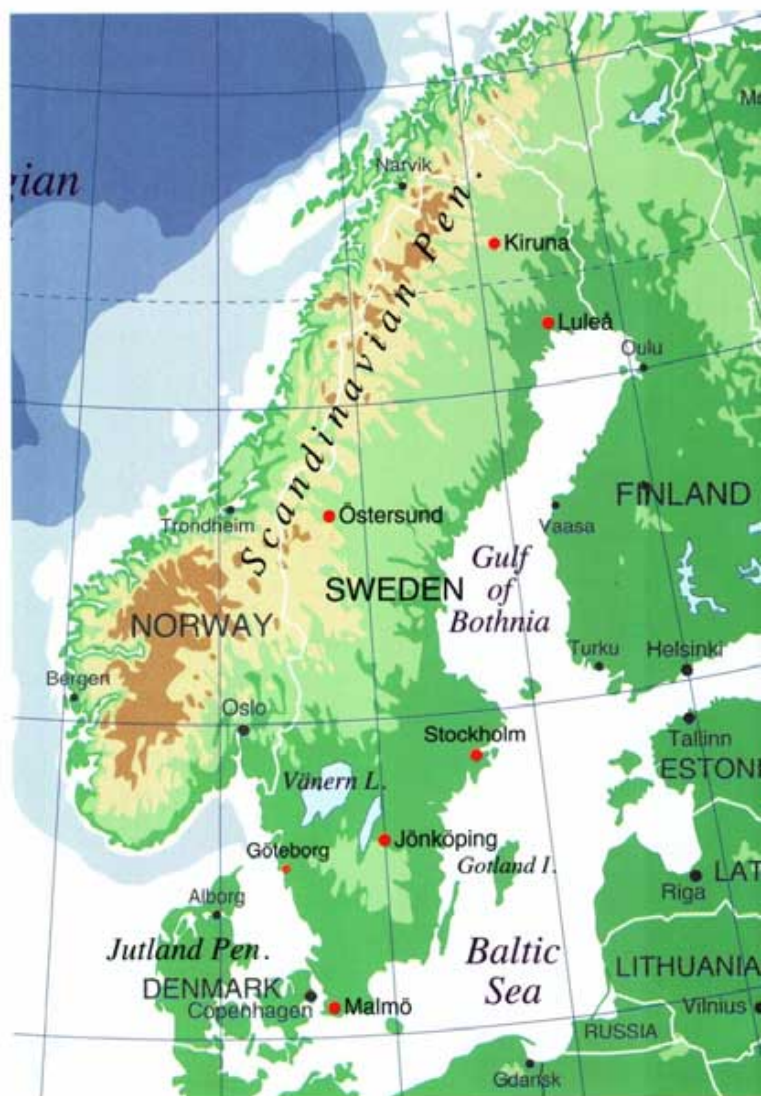 gian
Narvik
Scandinavian Pen.
Kiruna
Luleå
Oulu
FINLAND
Trondheim
Östersund
Vaasa
SWEDEN
Gulf
of
Bothnia
NORWAY
Turku
Helsinki
Bergen
Oslo
Stockholm
Tallinn
ESTONI
Vänern L.
Göteborg
Jönköping
Gotland I.
LAT
Riga
Alborg
Jutland Pen.
Baltic
Sea
LITHUANIA
DENMARK
Copenhagen
Malmö
Vilnius
RUSSIA
Gdansk